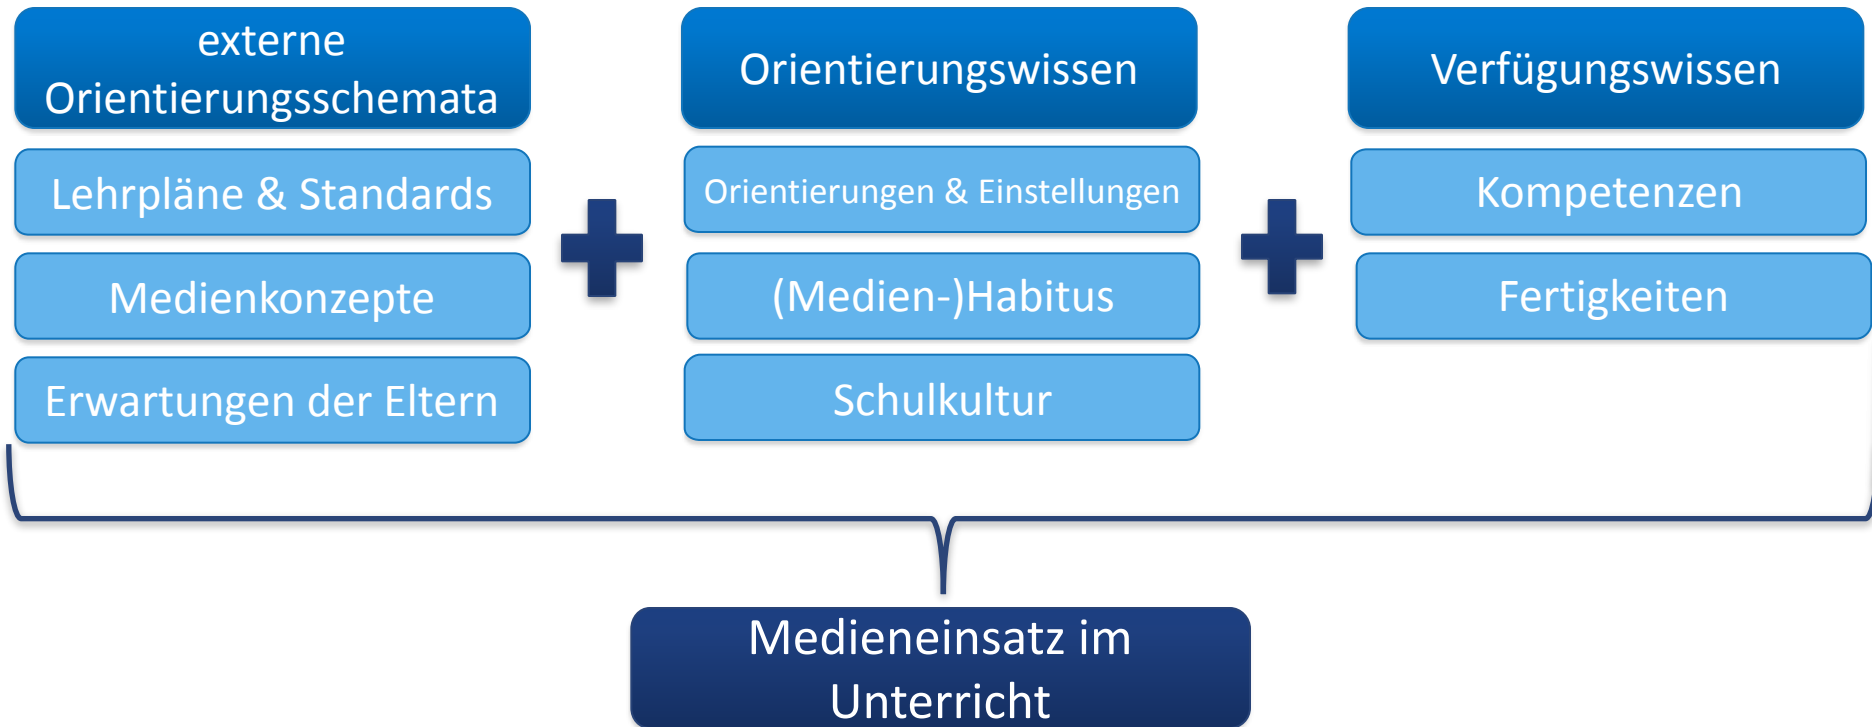 externe
Orientierungsschemata
Lehrpläne & Standards
Medienkonzepte
Erwartungen der Eltern
Orientierungswissen
Orientierungen & Einstellungen
(Medien-)Habitus
Schulkultur
Verfügungswissen
Kompetenzen
Fertigkeiten
Medieneinsatz im
Unterricht